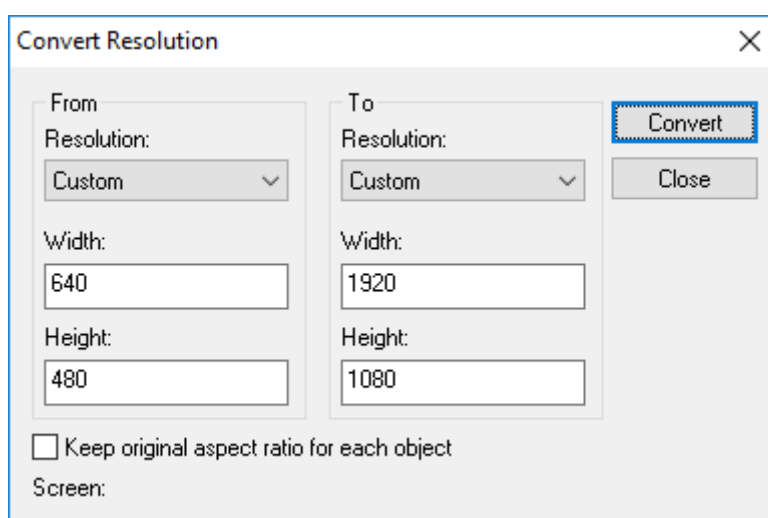 Convert Resolution
From
Resolution:
Custom
Width:
640
Height:
480
To
Resolution:
Custom
Width:
1920
Height:
1080
Convert
Close
Keep original aspect ratio for each object
Screen: